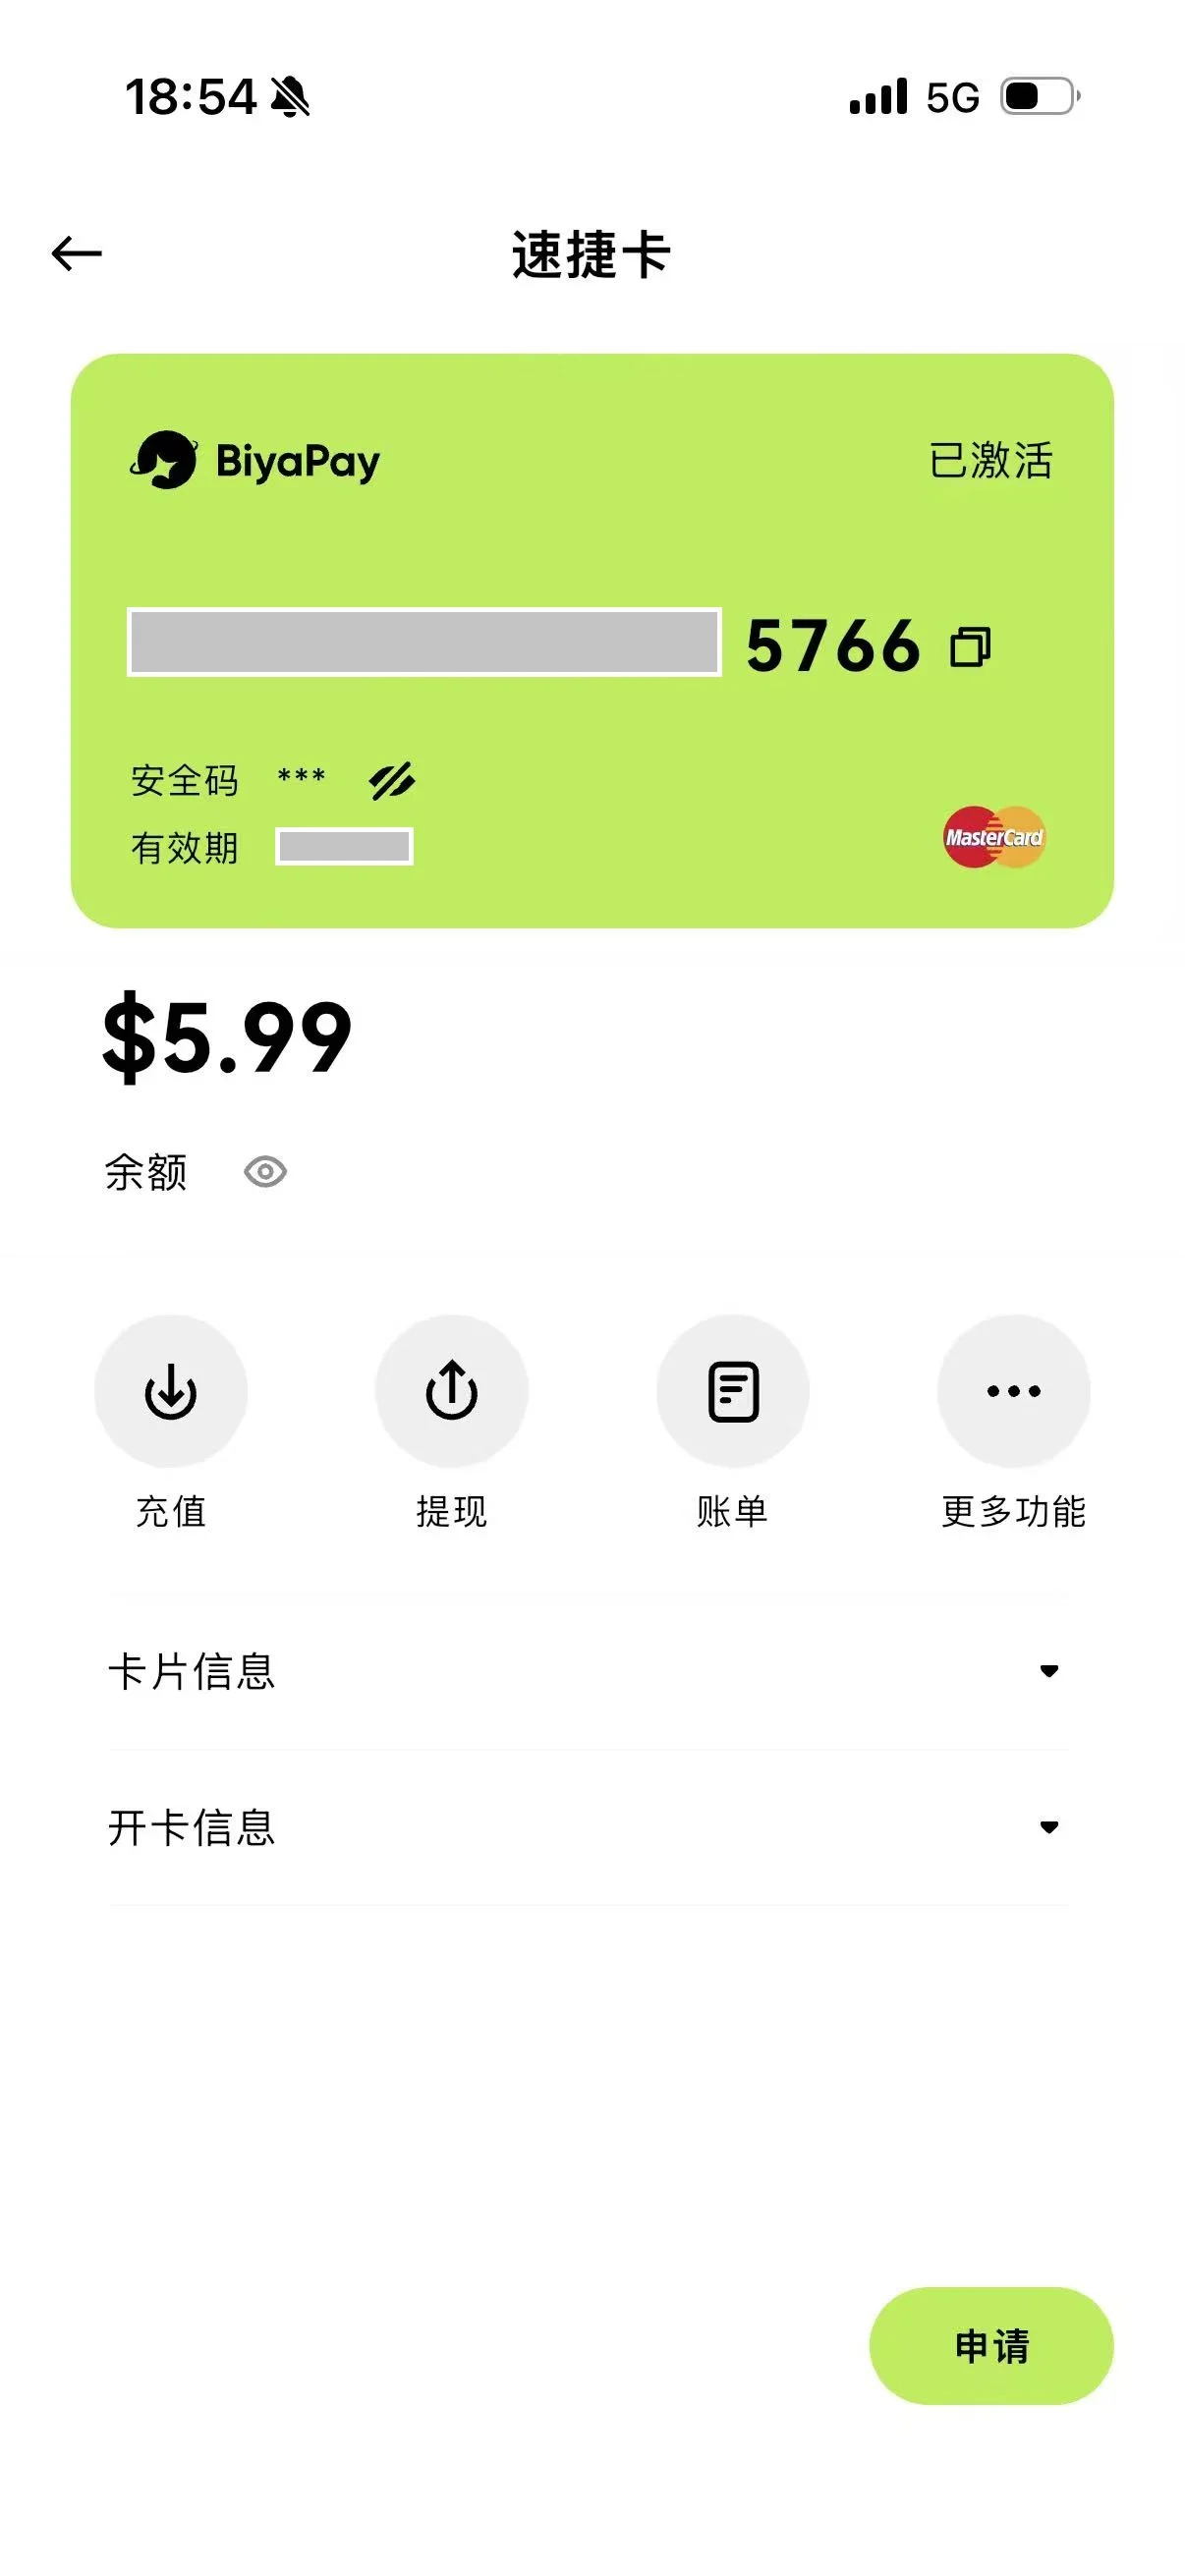 18:54 5G
速捷卡
BiyaPay 已激活
5766
安全码 ***
有效期
MasterCard
$5.99
余额
充值 提现 账单 更多功能
卡片信息
开卡信息
申请